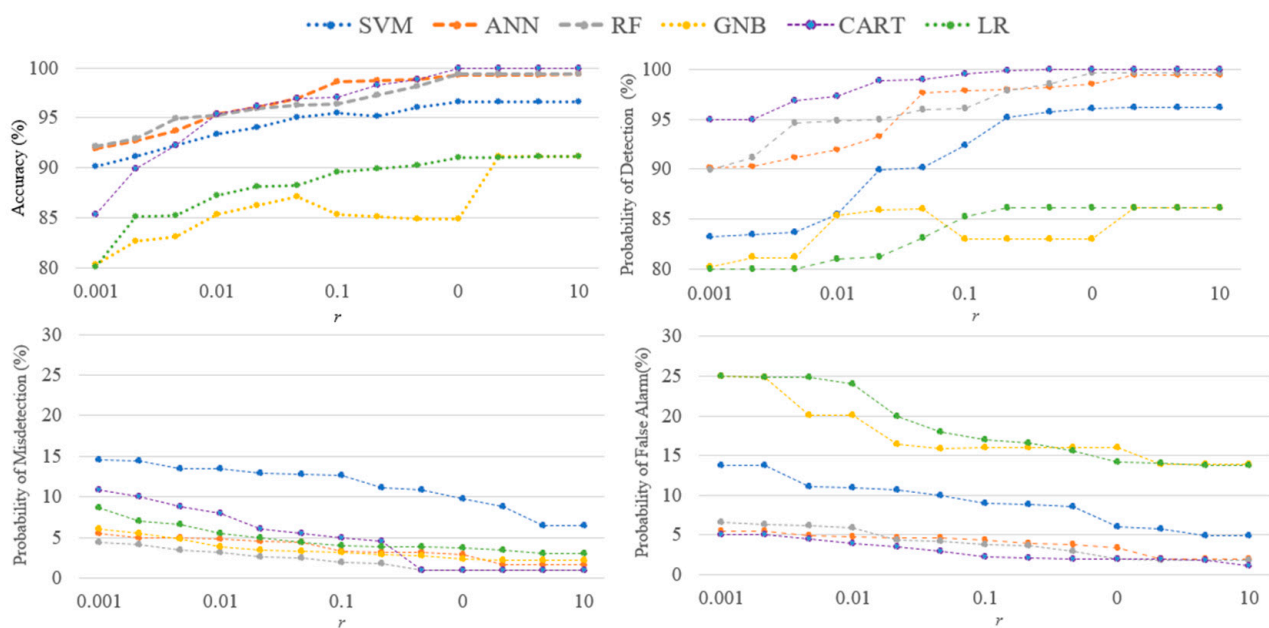 SVM ANN RF GNB CART LR
Accuracy (%)
100
95
90
85
80
0.001 0.01 0.1 0 10
r
Probability of Detection (%)
100
95
90
85
80
0.001 0.01 0.1 0 10
r
Probability of Misdetection (%)
30
25
20
15
10
5
0
0.001 0.01 0.1 0 10
r
Probability of False Alarm(%)
30
25
20
15
10
5
0
0.001 0.01 0.1 0 10
r